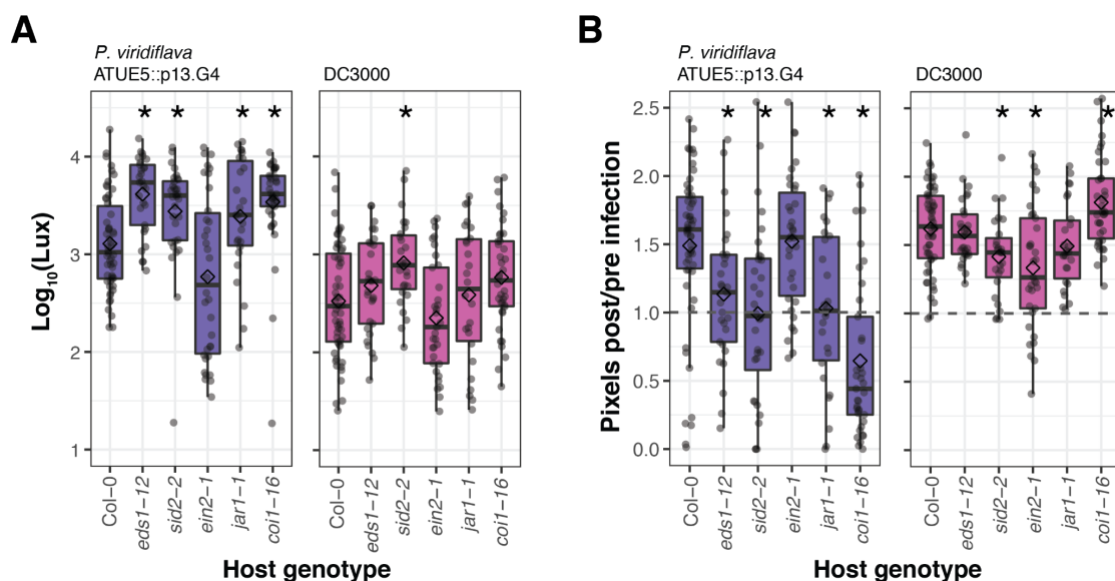 A
P. viridiflava
ATUE5::p13.G4
DC3000
Log10(Lux)
4
3
2
1
* * * *
*
Col-0
eds1-12
sid2-2
ein2-1
jar1-1
coi1-16
Col-0
eds1-12
sid2-2
ein2-1
jar1-1
coi1-16
Host genotype
B
P. viridiflava
ATUE5::p13.G4
DC3000
Pixels post/pre infection
2.5
2.0
1.5
1.0
0.5
0.0
* * * *
* * *
Col-0
eds1-12
sid2-2
ein2-1
jar1-1
coi1-16
Col-0
eds1-12
sid2-2
ein2-1
jar1-1
coi1-16
Host genotype